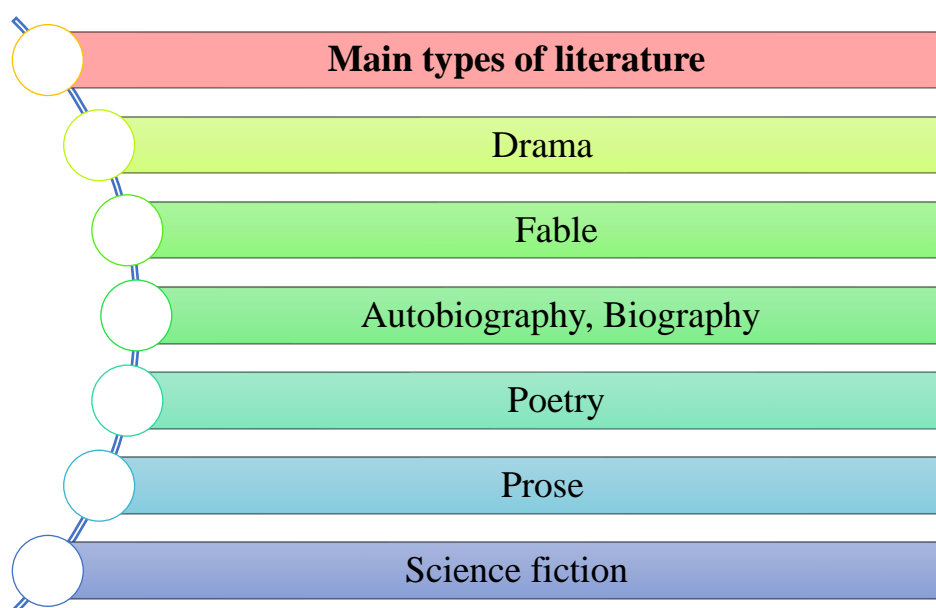 Main types of literature
Drama
Fable
Autobiography, Biography
Poetry
Prose
Science fiction